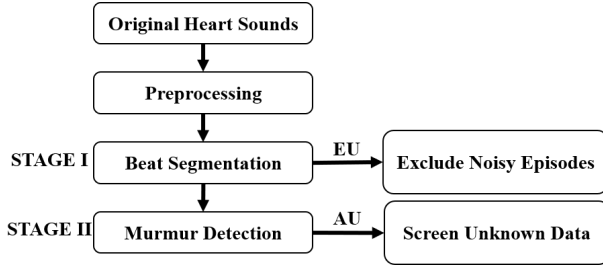 Original Heart Sounds
Preprocessing
STAGE I
Beat Segmentation
EU
Exclude Noisy Episodes
STAGE II
Murmur Detection
AU
Screen Unknown Data